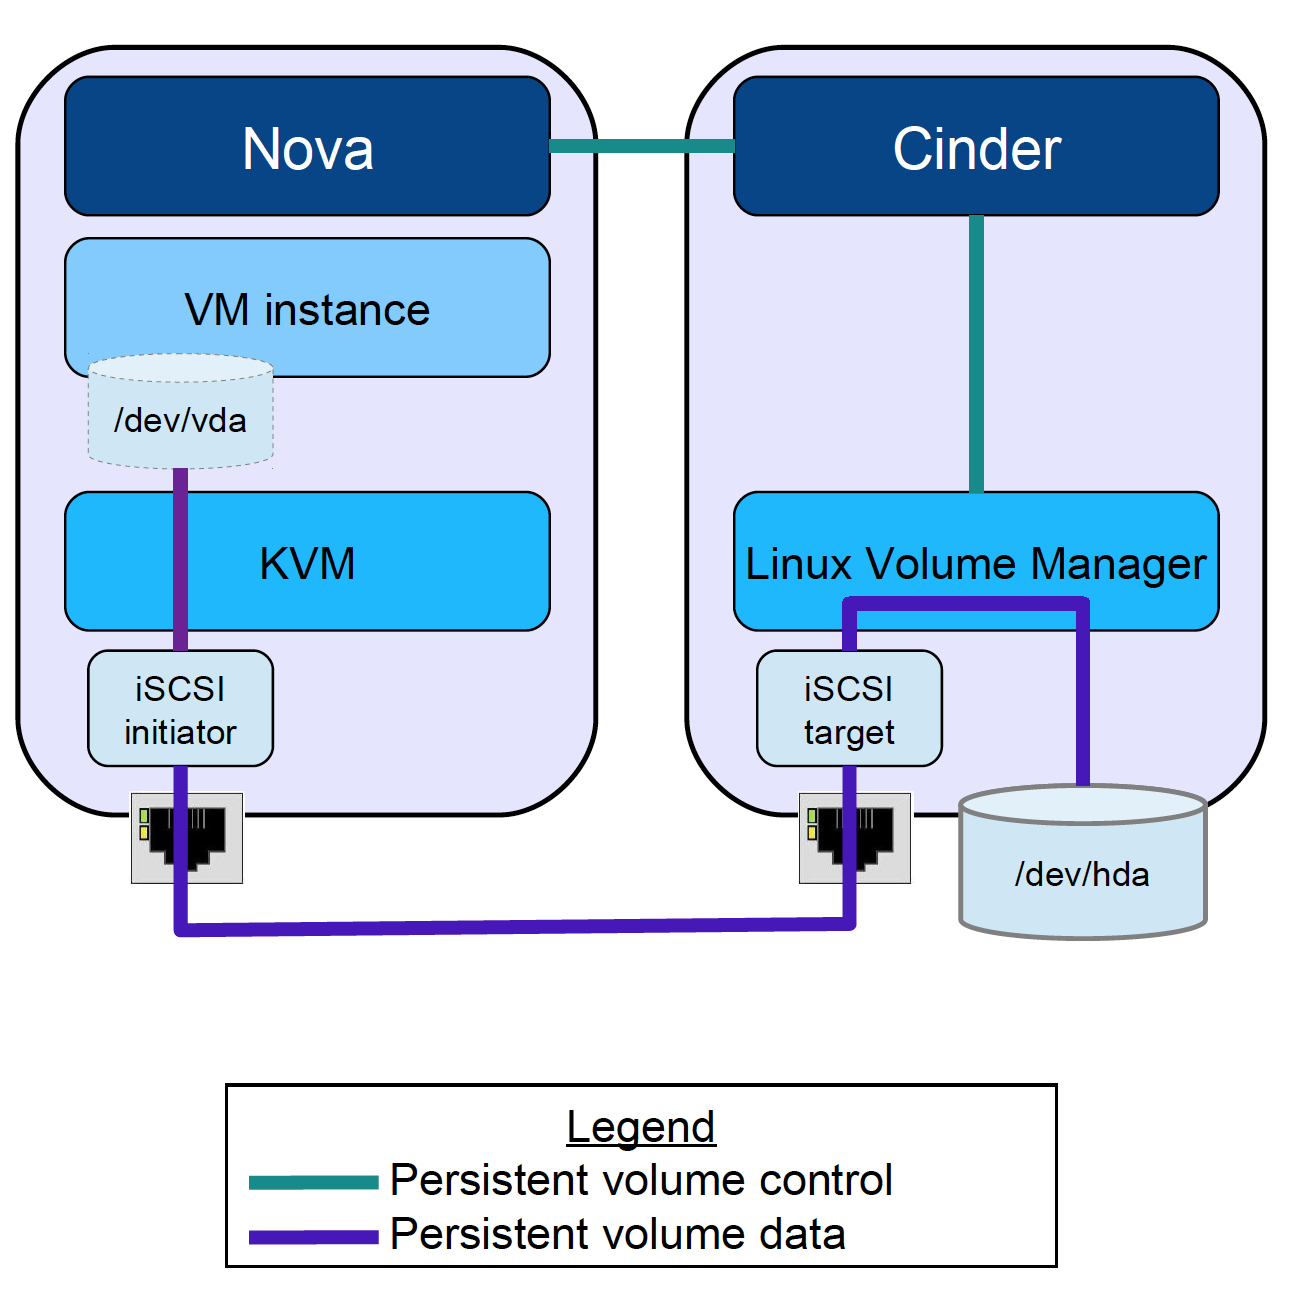 Nova
Cinder
VM instance
/dev/vda
KVM
Linux Volume Manager
iSCSI
initiator
iSCSI
target
/dev/hda
Legend
Persistent volume control
Persistent volume data